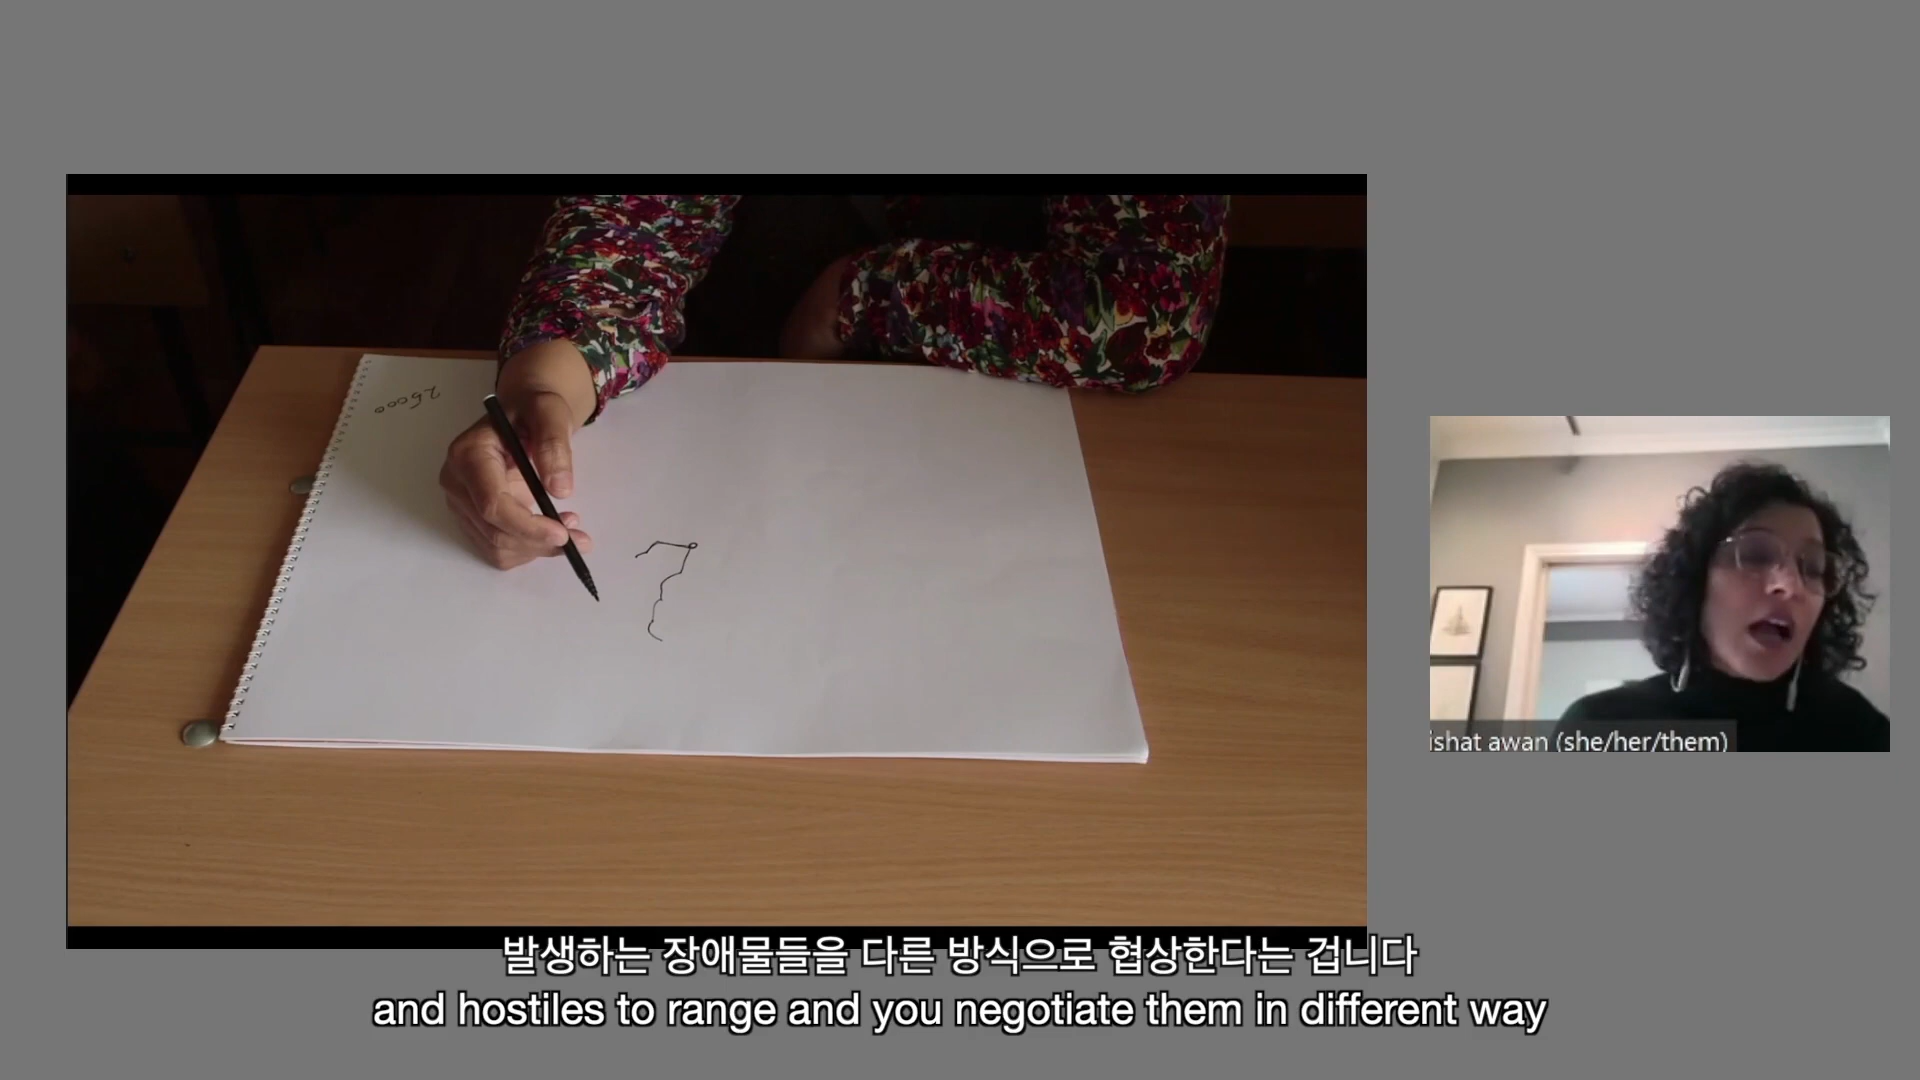 25000
ishat awan (she/her/them)
발생하는 장애물들을 다른 방식으로 협상한다는 겁니다
and hostiles to range and you negotiate them in different way